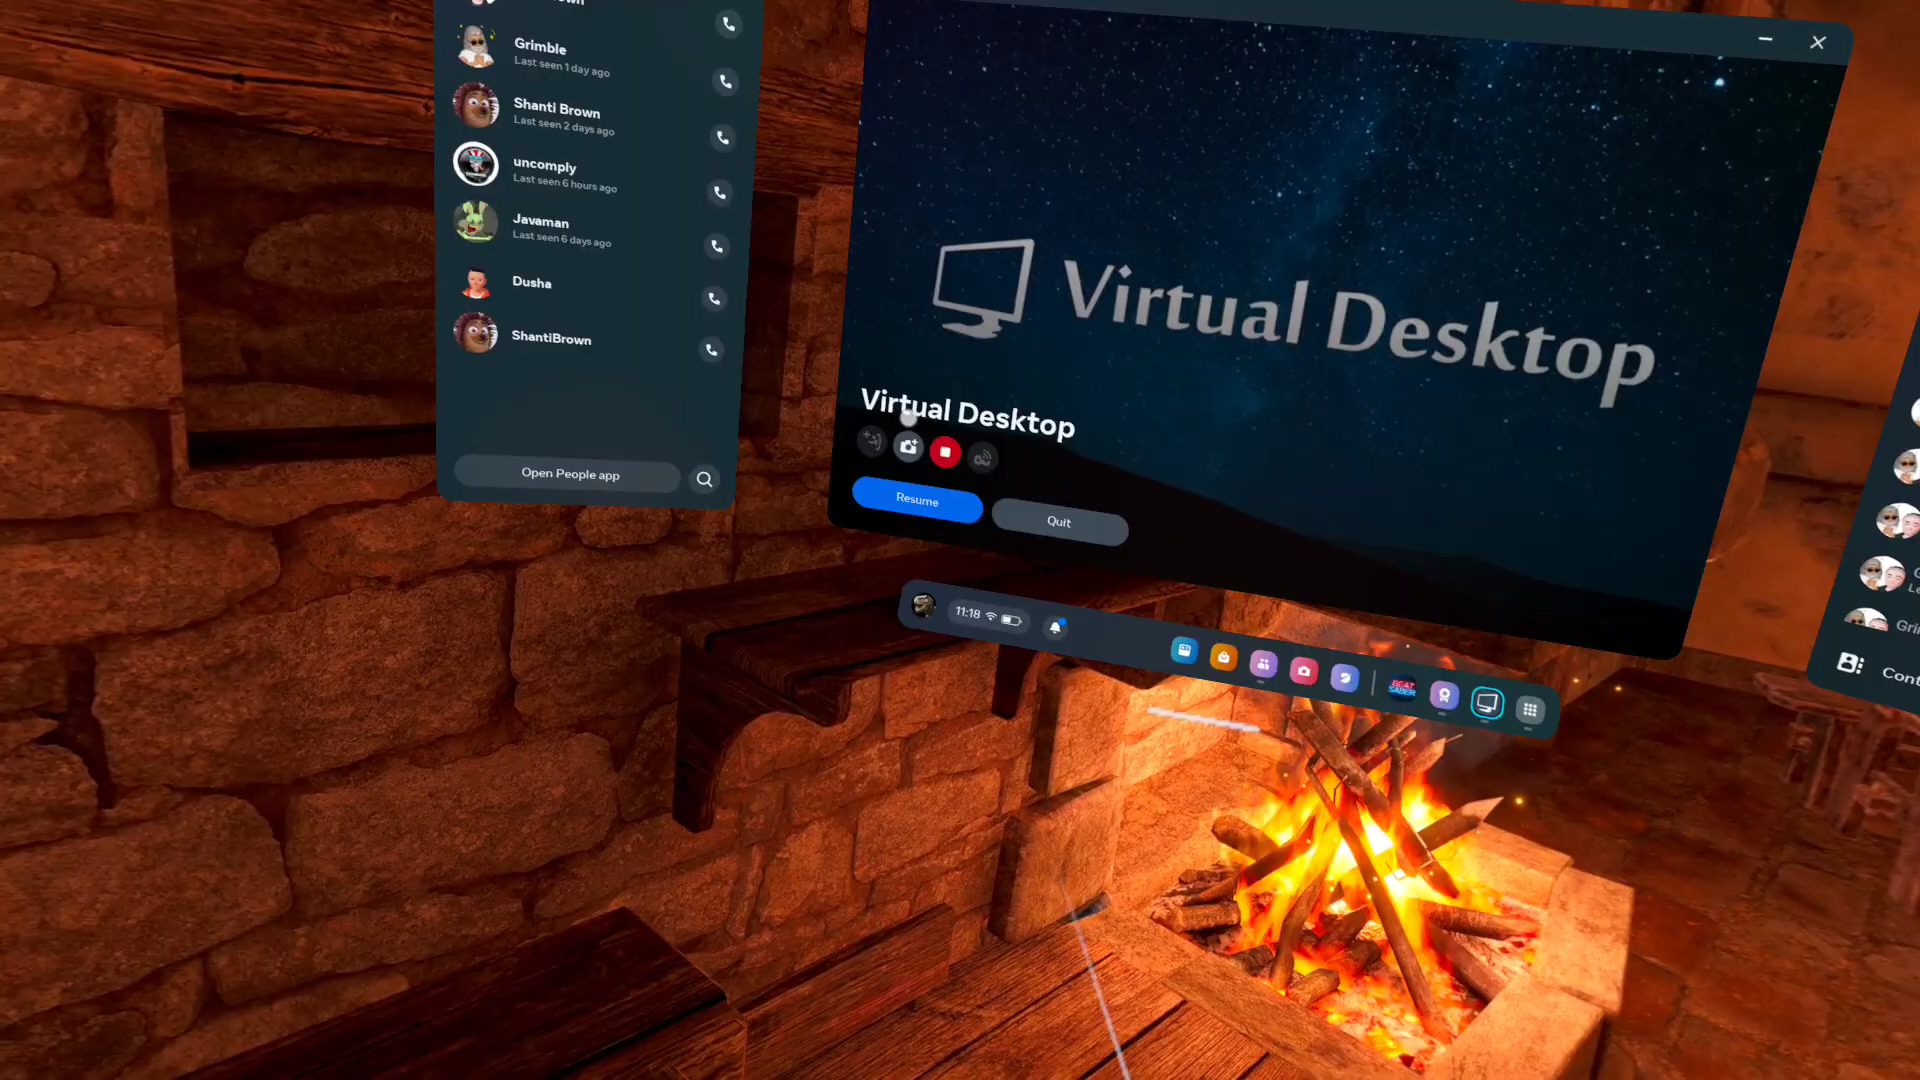 Grimble
Last seen 1 day ago
Shanti Brown
Last seen 2 days ago
uncomply
Last seen 6 hours ago
Javaman
Last seen 6 days ago
Dusha
ShantiBrown
Open People app
Virtual Desktop
Virtual Desktop
Resume
Quit
11:18
BEAT SABER